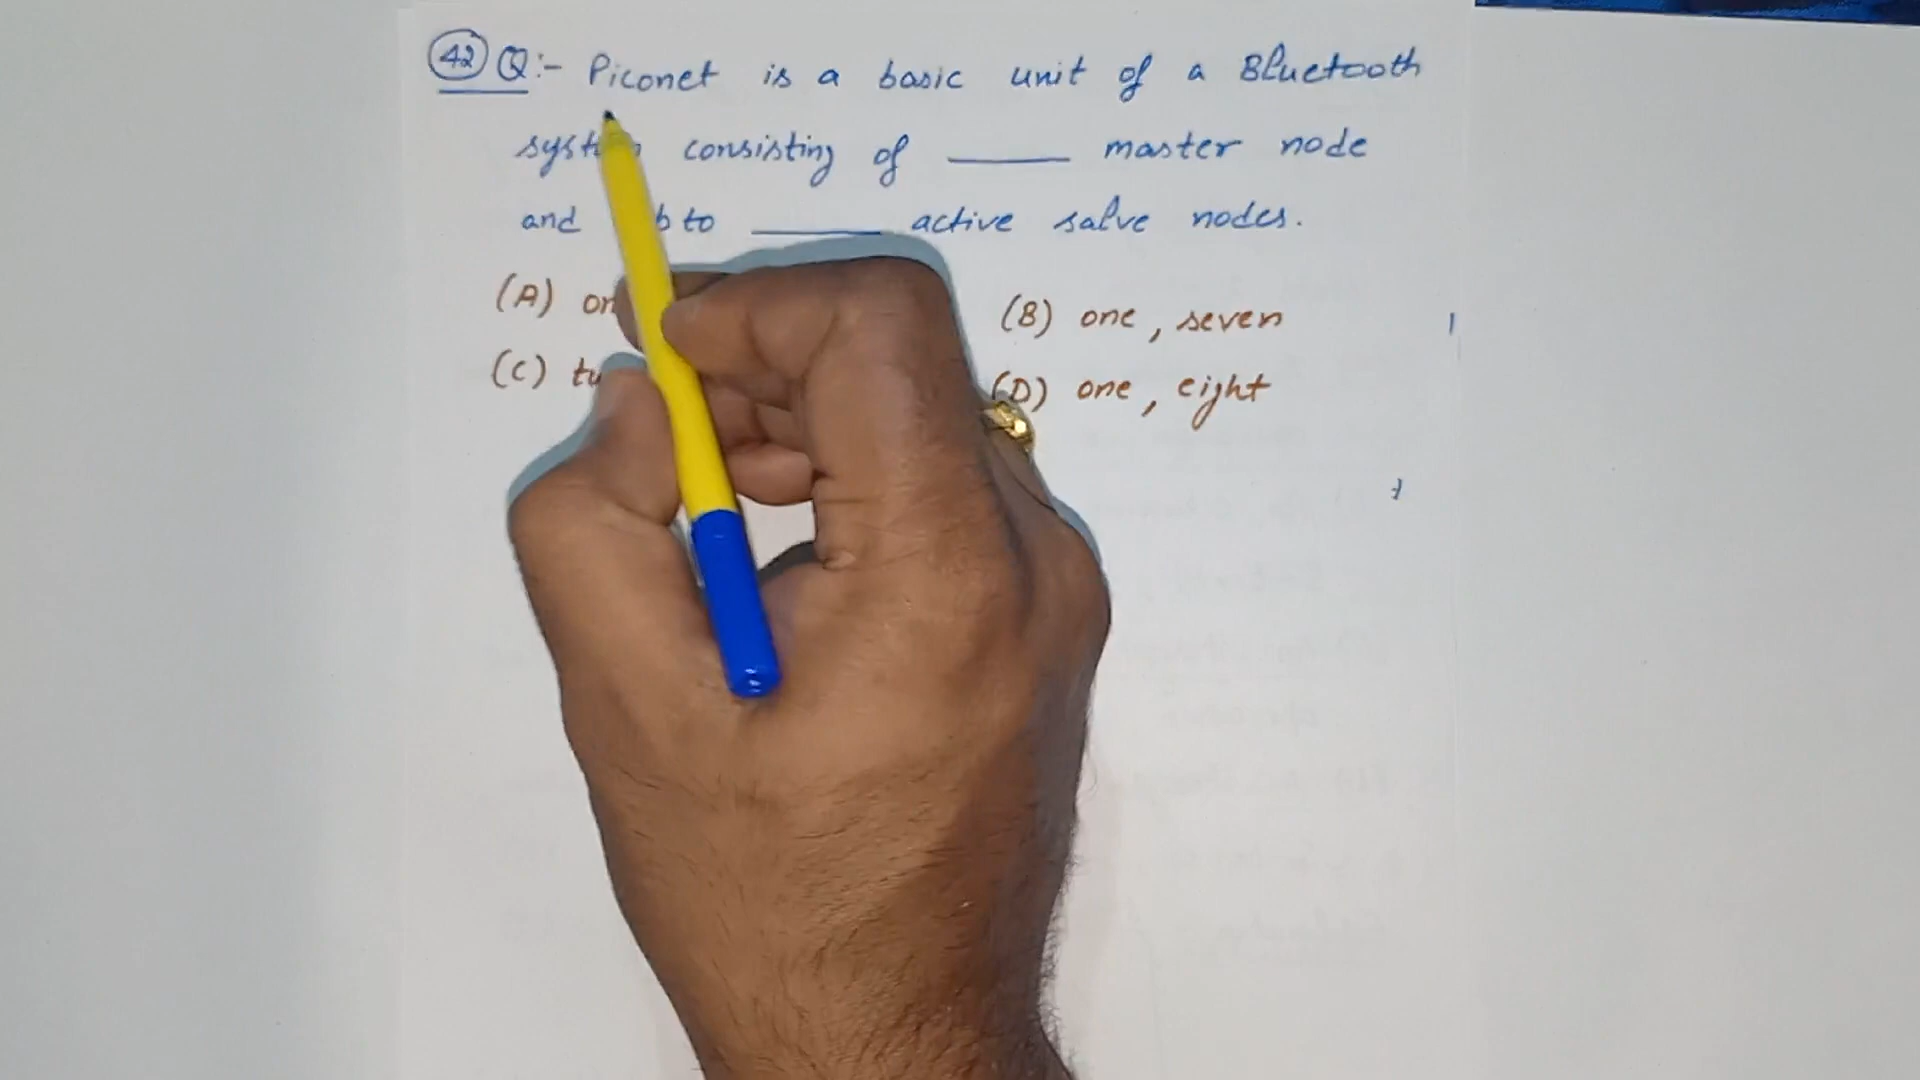 42 Q:- Piconet is a basic unit of a Bluetooth
consisting of _____ master node
and to _____ active salve nodes.
(A)
(B) one, seven
(C)
(D) one, eight